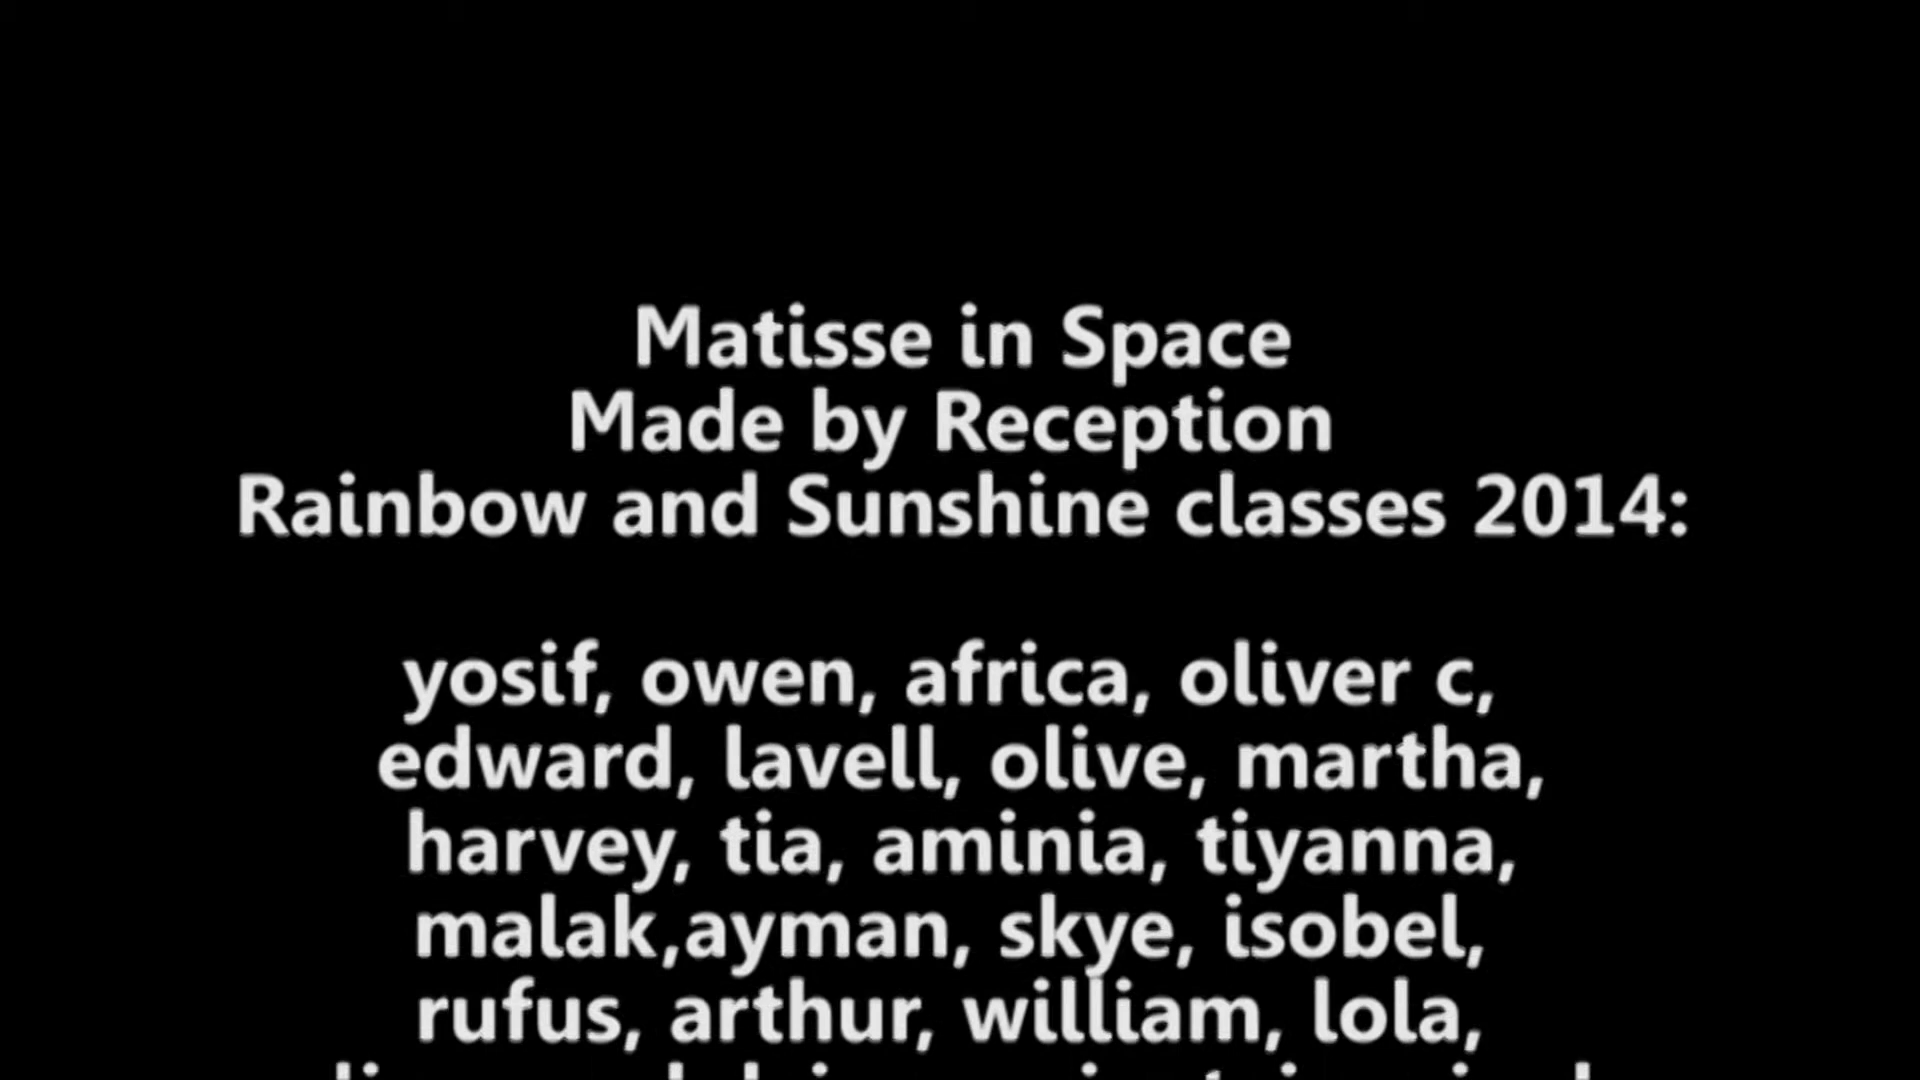 Matisse in Space
Made by Reception
Rainbow and Sunshine classes 2014:
yosif, owen, africa, oliver c,
edward, lavell, olive, martha,
harvey, tia, aminia, tiyanna,
malak,ayman, skye, isobel,
rufus, arthur, william, lola,